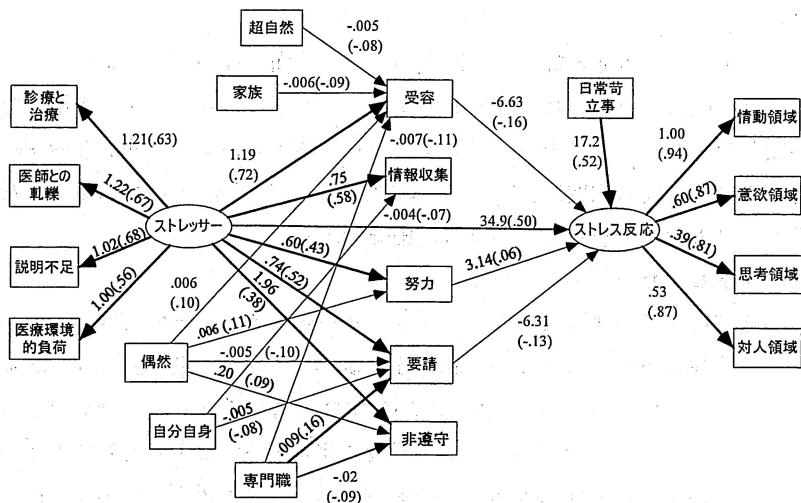 超自然
-.005
(-.08)
家族
-.006(-.09)
受容
日常苛
立事
診療と
治療
1.21(.63)
-6.63
(-.16)
17.2
(.52)
1.00
(.94)
情動領域
医師との
軋轢
1.22(.67)
1.19
(.72)
-.007(-.11)
.75
(.58)
情報収集
.60(.87)
意欲領域
ストレッサー
-.004(-.07)
34.9(.50)
ストレス反応
.39(.81)
説明不足
1.02(.68)
.60(.43)
努力
3.14(.06)
思考領域
医療環境
的負荷
1.00(.56)
.74(.52)
1.96
(.38)
.006
(.10)
.53
(.87)
対人領域
.006 (.11)
偶然
-.005
(-.10)
要請
-6.31
(-.13)
.20
(.09)
自分自身
-.005
(-.08)
.009(.16)
非遵守
専門職
-.02
(-.09)